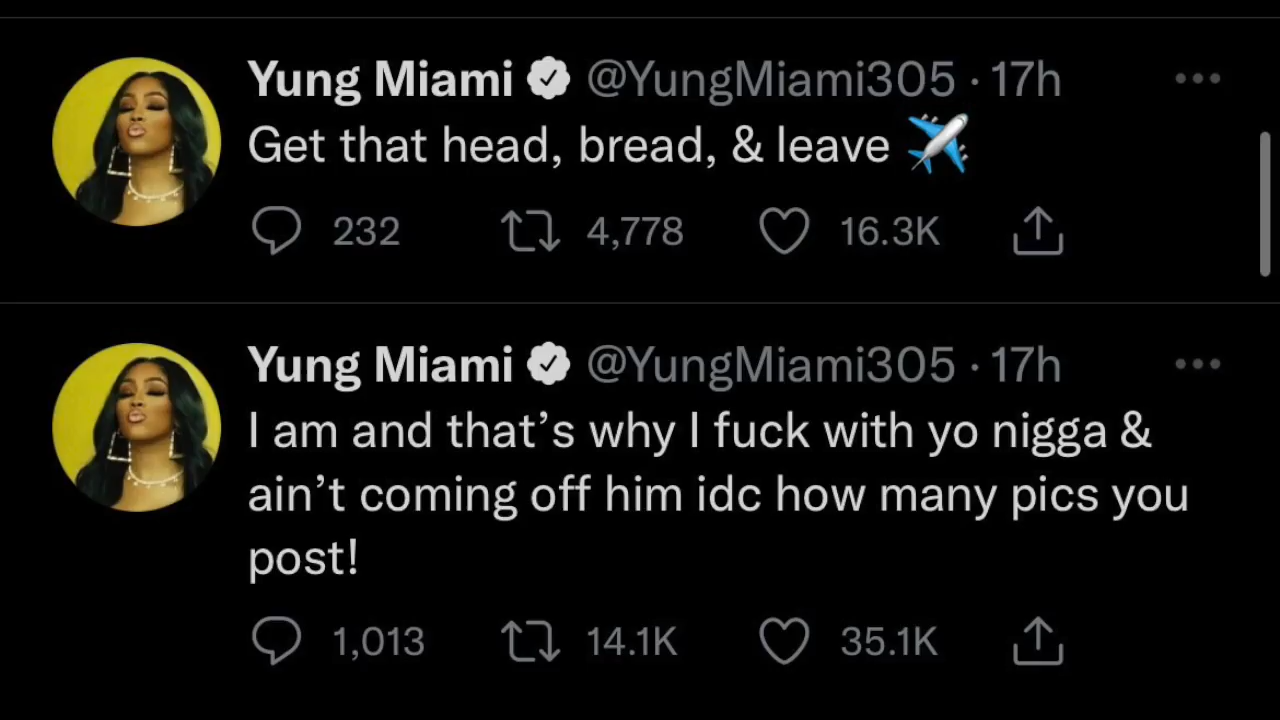 Yung Miami @YungMiami305 · 17h
Get that head, bread, & leave ✈️
232 4,778 16.3K
Yung Miami @YungMiami305 · 17h
I am and that’s why I fuck with yo nigga &
ain’t coming off him idc how many pics you
post!
1,013 14.1K 35.1K